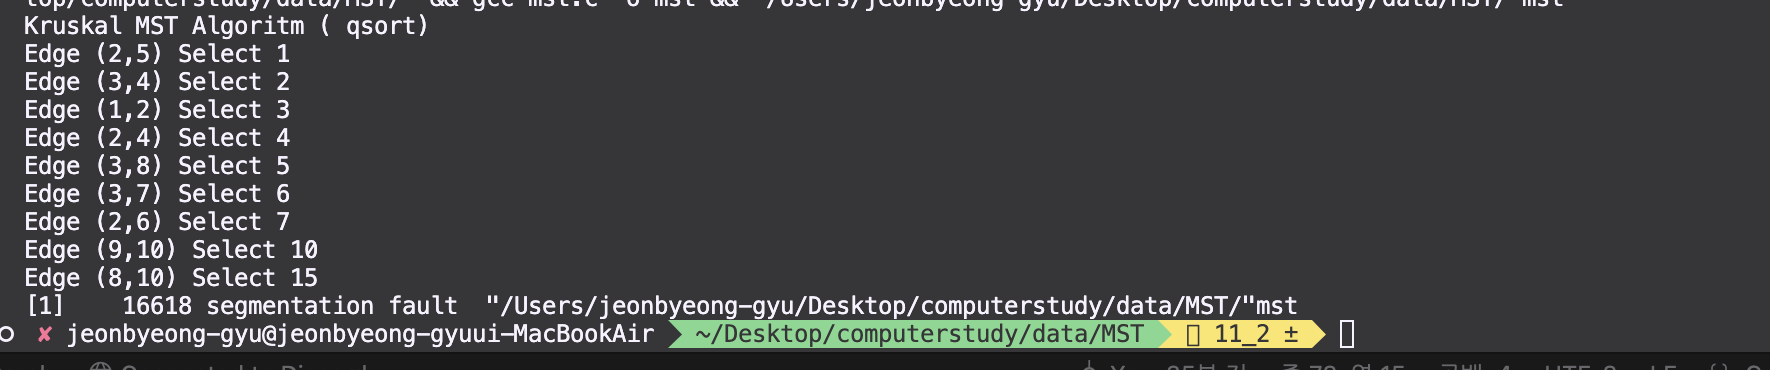 top/computerstudy/data/MST/" && gcc mst.c -o mst && "/Users/jeonbyeong-gyu/Desktop/computerstudy/data/MST/"mst
Kruskal MST Algoritm ( qsort)
Edge (2,5) Select 1
Edge (3,4) Select 2
Edge (1,2) Select 3
Edge (2,4) Select 4
Edge (3,8) Select 5
Edge (3,7) Select 6
Edge (2,6) Select 7
Edge (9,10) Select 10
Edge (8,10) Select 15
[1]    16618 segmentation fault  "/Users/jeonbyeong-gyu/Desktop/computerstudy/data/MST/"mst
✘ jeonbyeong-gyu@jeonbyeong-gyuui-MacBookAir ~/Desktop/computerstudy/data/MST 11_2 ±